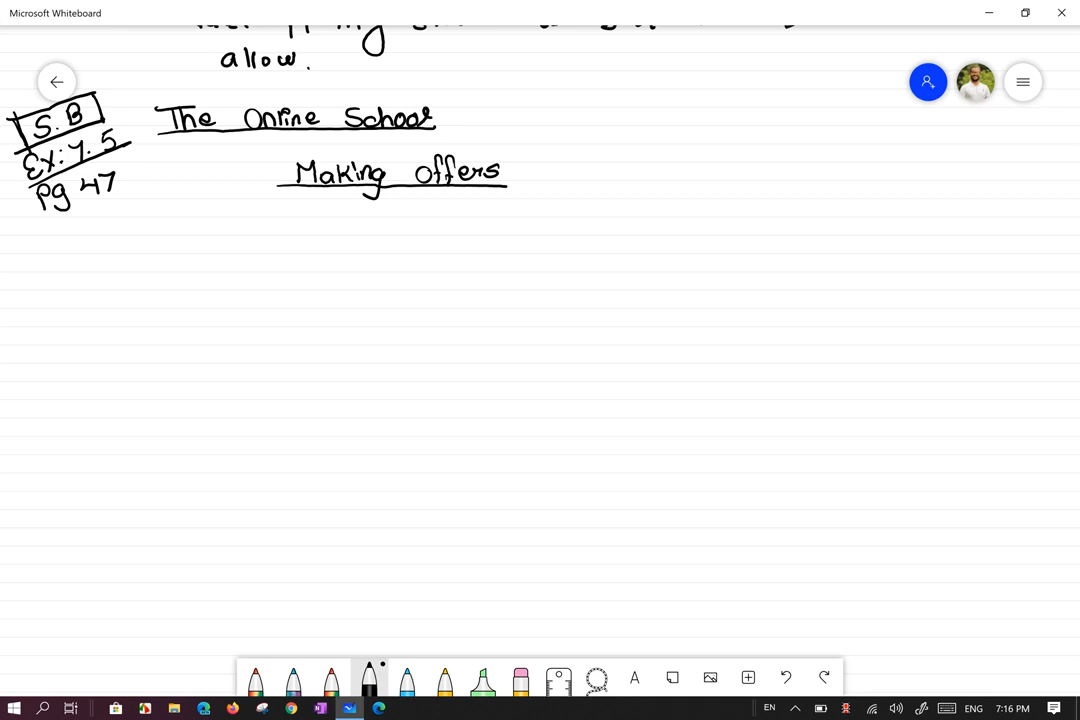 Microsoft Whiteboard
allow.
S. B
Ex: 7. 5
pg 47
The Online School
Making Offers
A
EN
ENG
7:16 PM